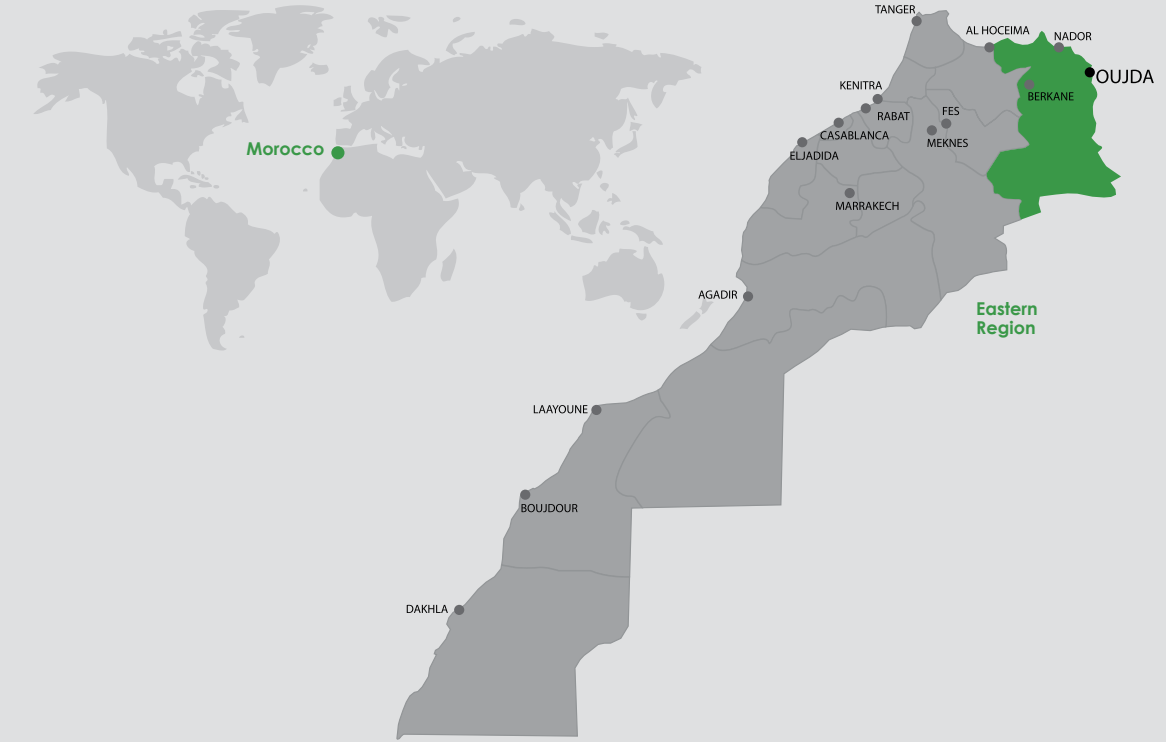 TANGER
AL HOCEIMA
NADOR
OUJDA
KENITRA
BERKANE
RABAT
FES
CASABLANCA
MEKNES
Morocco
ELJADIDA
MARRAKECH
AGADIR
Eastern
Region
LAAYOUNE
BOUJDOUR
DAKHLA